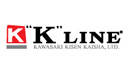 K "K" LINE®
KAWASAKI KISEN KAISHA, LTD.